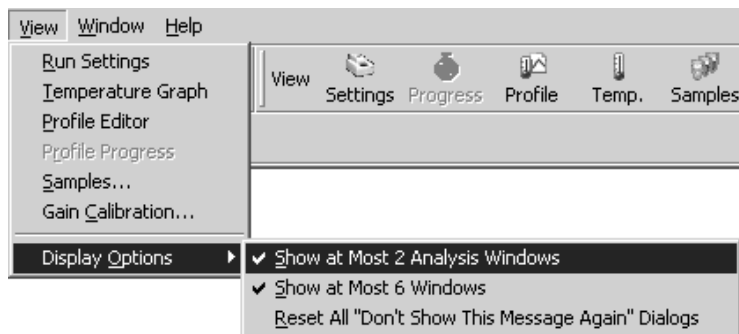 View Window Help
Run Settings
Temperature Graph
Profile Editor
Profile Progress
Samples...
Gain Calibration...
Display Options
View Settings Progress Profile Temp. Samples
Show at Most 2 Analysis Windows
Show at Most 6 Windows
Reset All "Don't Show This Message Again" Dialogs